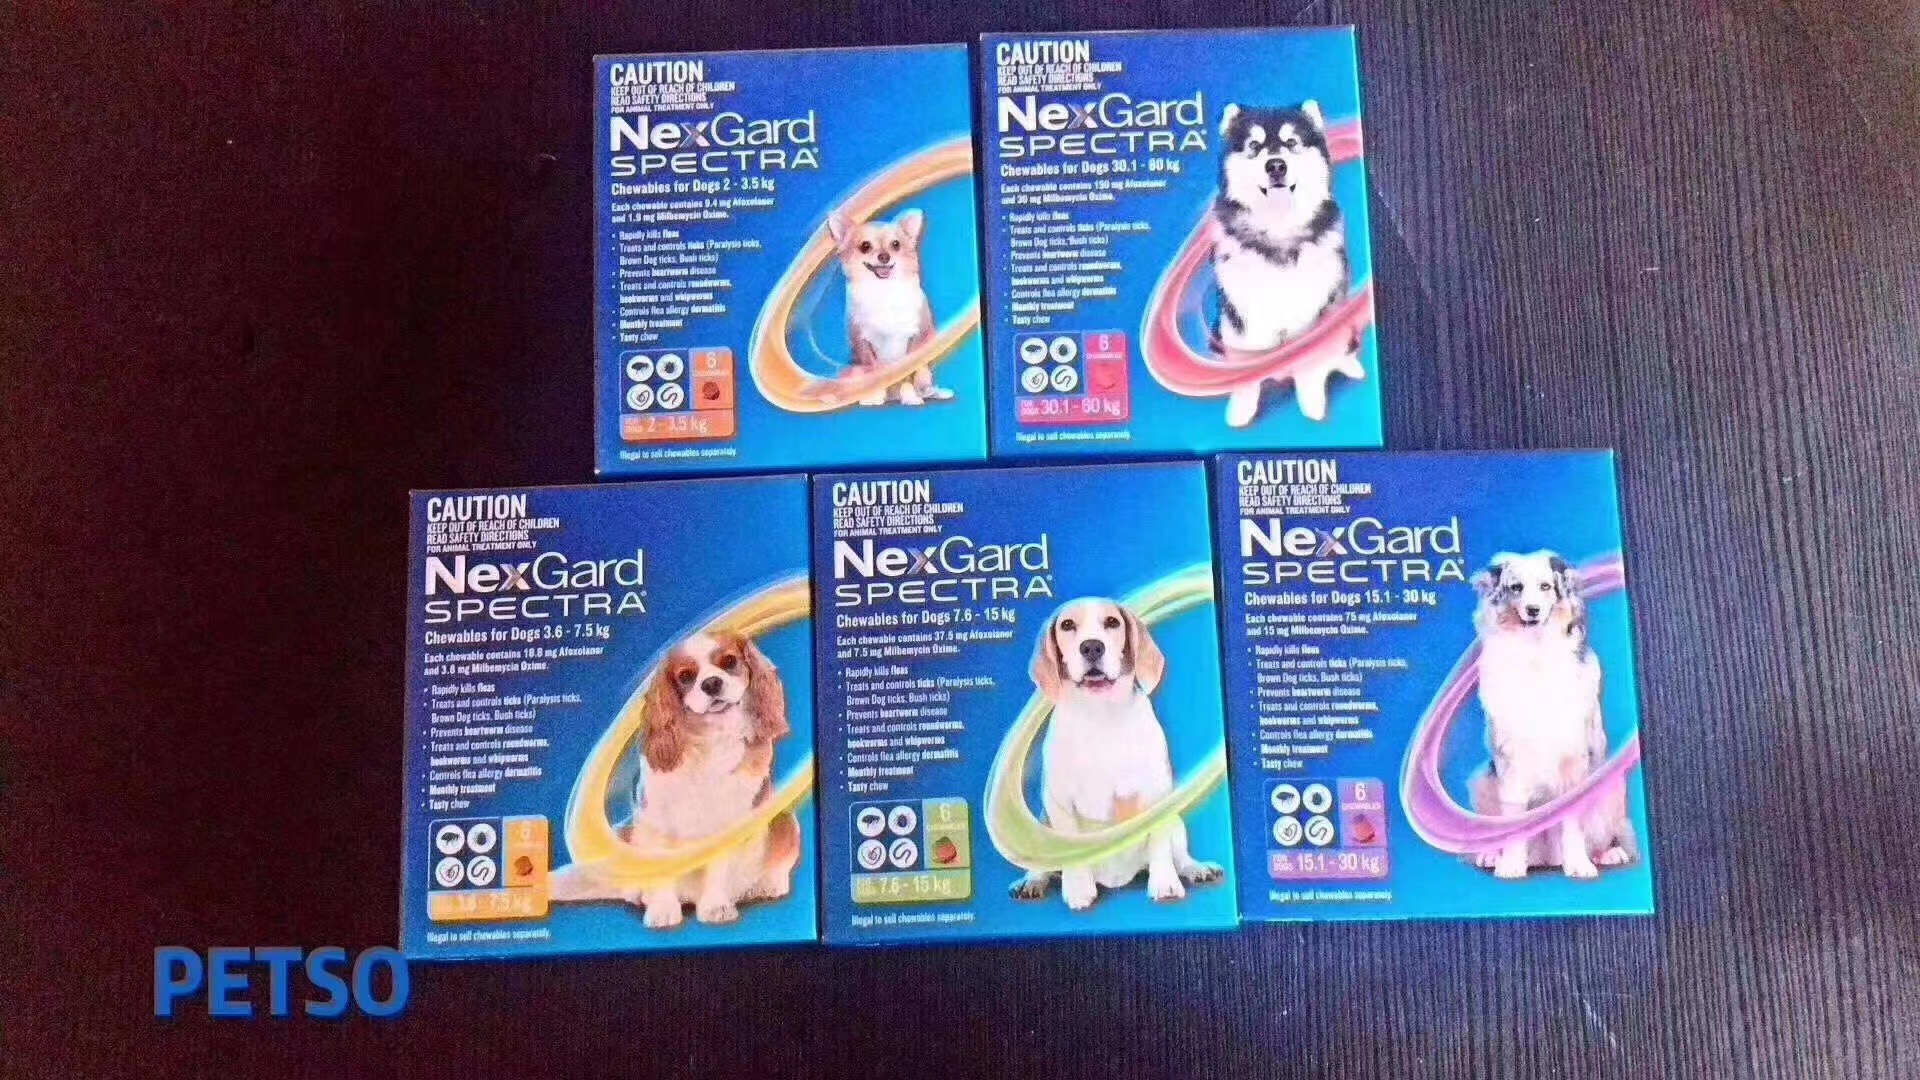 CAUTION
KEEP OUT OF REACH OF CHILDREN
READ SAFETY DIRECTIONS
FOR ANIMAL TREATMENT ONLY
NexGard
SPECTRA®
Chewables for Dogs 2 - 3.5 kg
Each chewable contains 9.4 mg Afoxolaner
and 1.9 mg Milbemycin Oxime.
• Rapidly kills fleas
• Treats and controls ticks (Paralysis ticks,
Brown Dog ticks, Bush ticks)
• Prevents heartworm disease
• Treats and controls roundworms,
hookworms and whipworms
• Controls flea allergy dermatitis
• Monthly treatment
• Tasty chew
6
CHEWABLES
FOR DOGS 2 - 3.5 kg
Illegal to sell chewables separately.
CAUTION
KEEP OUT OF REACH OF CHILDREN
READ SAFETY DIRECTIONS
FOR ANIMAL TREATMENT ONLY
NexGard
SPECTRA®
Chewables for Dogs 30.1 - 60 kg
Each chewable contains 150 mg Afoxolaner
and 30 mg Milbemycin Oxime.
• Rapidly kills fleas
• Treats and controls ticks (Paralysis ticks,
Brown Dog ticks, Bush ticks)
• Prevents heartworm disease
• Treats and controls roundworms,
hookworms and whipworms
• Controls flea allergy dermatitis
• Monthly treatment
• Tasty chew
6
CHEWABLES
FOR DOGS 30.1 - 60 kg
Illegal to sell chewables separately.
CAUTION
KEEP OUT OF REACH OF CHILDREN
READ SAFETY DIRECTIONS
FOR ANIMAL TREATMENT ONLY
NexGard
SPECTRA®
Chewables for Dogs 3.6 - 7.5 kg
Each chewable contains 18.8 mg Afoxolaner
and 3.8 mg Milbemycin Oxime.
• Rapidly kills fleas
• Treats and controls ticks (Paralysis ticks,
Brown Dog ticks, Bush ticks)
• Prevents heartworm disease
• Treats and controls roundworms,
hookworms and whipworms
• Controls flea allergy dermatitis
• Monthly treatment
• Tasty chew
6
3.6 - 7.5 kg
Illegal to sell chewables separately.
CAUTION
KEEP OUT OF REACH OF CHILDREN
READ SAFETY DIRECTIONS
FOR ANIMAL TREATMENT ONLY
NexGard
SPECTRA®
Chewables for Dogs 7.6 - 15 kg
Each chewable contains 37.5 mg Afoxolaner
and 7.5 mg Milbemycin Oxime.
• Rapidly kills fleas
• Treats and controls ticks (Paralysis ticks,
Brown Dog ticks, Bush ticks)
• Prevents heartworm disease
• Treats and controls roundworms,
hookworms and whipworms
• Controls flea allergy dermatitis
• Monthly treatment
• Tasty chew
6
CHEWABLES
FOR DOGS 7.6 - 15 kg
Illegal to sell chewables separately.
CAUTION
KEEP OUT OF REACH OF CHILDREN
READ SAFETY DIRECTIONS
FOR ANIMAL TREATMENT ONLY
NexGard
SPECTRA®
Chewables for Dogs 15.1 - 30 kg
Each chewable contains 75 mg Afoxolaner
and 15 mg Milbemycin Oxime.
• Rapidly kills fleas
• Treats and controls ticks (Paralysis ticks,
Brown Dog ticks, Bush ticks)
• Prevents heartworm disease
• Treats and controls roundworms,
hookworms and whipworms
• Controls flea allergy dermatitis
• Monthly treatment
• Tasty chew
6
CHEWABLES
FOR DOGS 15.1 - 30 kg
Illegal to sell chewables separately.
PETSO